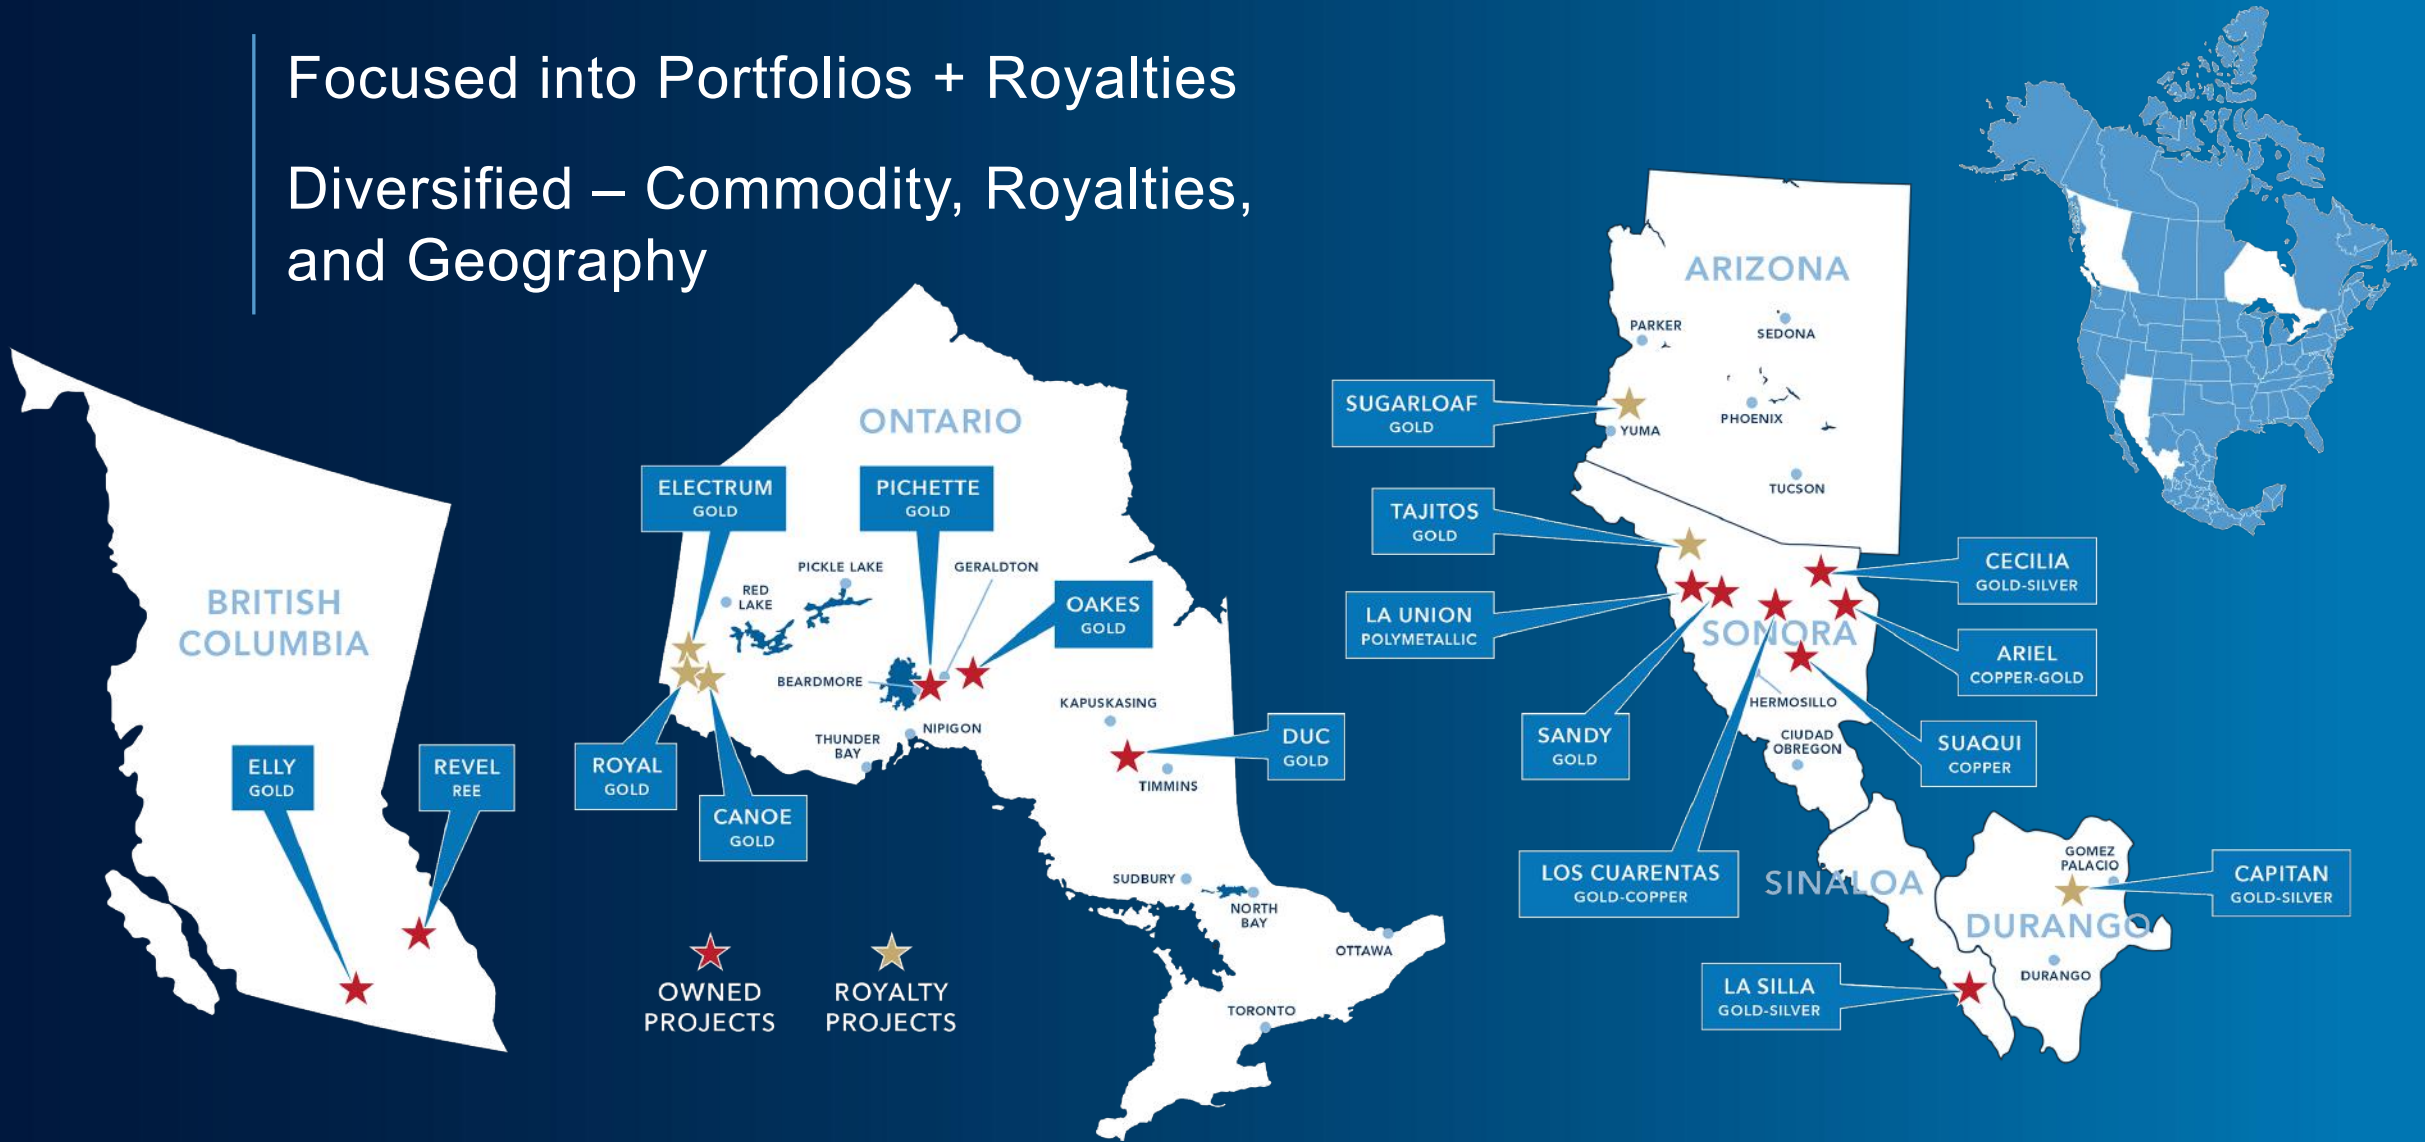 Focused into Portfolios + Royalties
Diversified – Commodity, Royalties,
and Geography
BRITISH
COLUMBIA
ELLY
GOLD
REVEL
REE
ONTARIO
ELECTRUM
GOLD
PICHETTE
GOLD
PICKLE LAKE
GERALDTON
RED
LAKE
OAKES
GOLD
BEARDMORE
KAPUSKASING
NIPIGON
THUNDER
BAY
ROYAL
GOLD
CANOE
GOLD
DUC
GOLD
TIMMINS
SUDBURY
NORTH
BAY
OTTAWA
TORONTO
OWNED
PROJECTS
ROYALTY
PROJECTS
ARIZONA
PARKER
SEDONA
SUGARLOAF
GOLD
PHOENIX
YUMA
TUCSON
TAJITOS
GOLD
CECILIA
GOLD-SILVER
LA UNION
POLYMETALLIC
SONORA
ARIEL
COPPER-GOLD
HERMOSILLO
SANDY
GOLD
CIUDAD
OBREGON
SUAQUI
COPPER
LOS CUARENTAS
GOLD-COPPER
SINALOA
GOMEZ
PALACIO
CAPITAN
GOLD-SILVER
DURANGO
DURANGO
LA SILLA
GOLD-SILVER